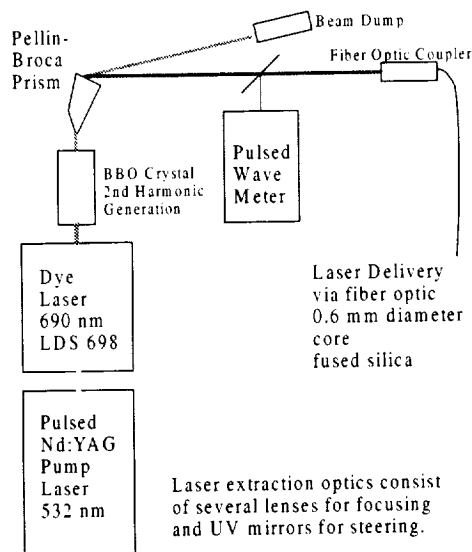 Beam Dump
Pellin-
Broca
Prism
Fiber Optic Coupler
Pulsed
Wave
Meter
BBO Crystal
2nd Harmonic
Generation
Dye
Laser
690 nm
LDS 698
Laser Delivery
via fiber optic
0.6 mm diameter
core
fused silica
Pulsed
Nd:YAG
Pump
Laser
532 nm
Laser extraction optics consist
of several lenses for focusing
and UV mirrors for steering.